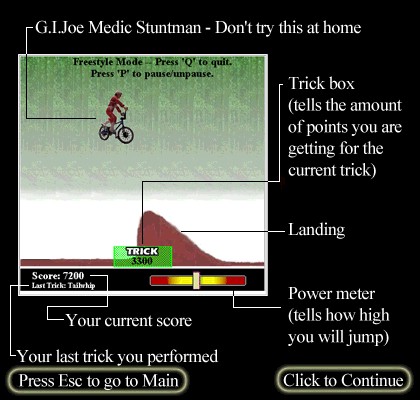 G.I.Joe Medic Stuntman - Don't try this at home
Freestyle Mode -- Press 'Q' to quit.
Press 'P' to pause/unpause.
Trick box
(tells the amount
of points you are
getting for the
current trick)
Landing
TRICK
3300
Score: 7200
Last Trick: Tailwhip
Power meter
(tells how high
you will jump)
Your current score
Your last trick you performed
Press Esc to go to Main
Click to Continue